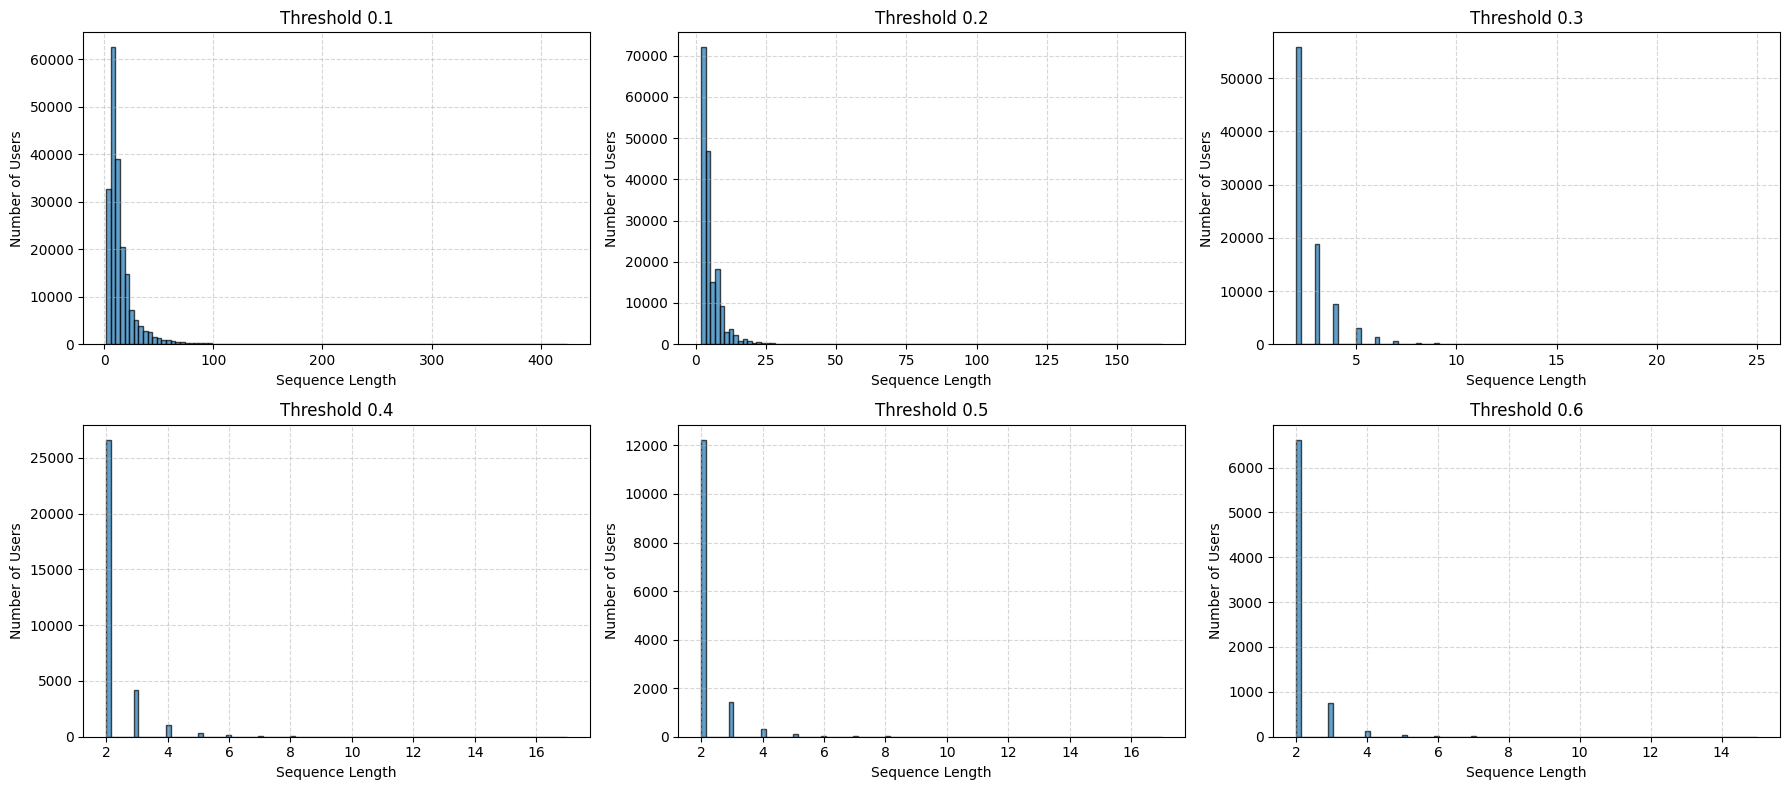 Threshold 0.1
Number of Users
60000
50000
40000
30000
20000
10000
0
0 100 200 300 400
Sequence Length
Threshold 0.2
Number of Users
70000
60000
50000
40000
30000
20000
10000
0
0 25 50 75 100 125 150
Sequence Length
Threshold 0.3
Number of Users
50000
40000
30000
20000
10000
0
5 10 15 20 25
Sequence Length
Threshold 0.4
Number of Users
25000
20000
15000
10000
5000
0
2 4 6 8 10 12 14 16
Sequence Length
Threshold 0.5
Number of Users
12000
10000
8000
6000
4000
2000
0
2 4 6 8 10 12 14 16
Sequence Length
Threshold 0.6
Number of Users
6000
5000
4000
3000
2000
1000
0
2 4 6 8 10 12 14
Sequence Length